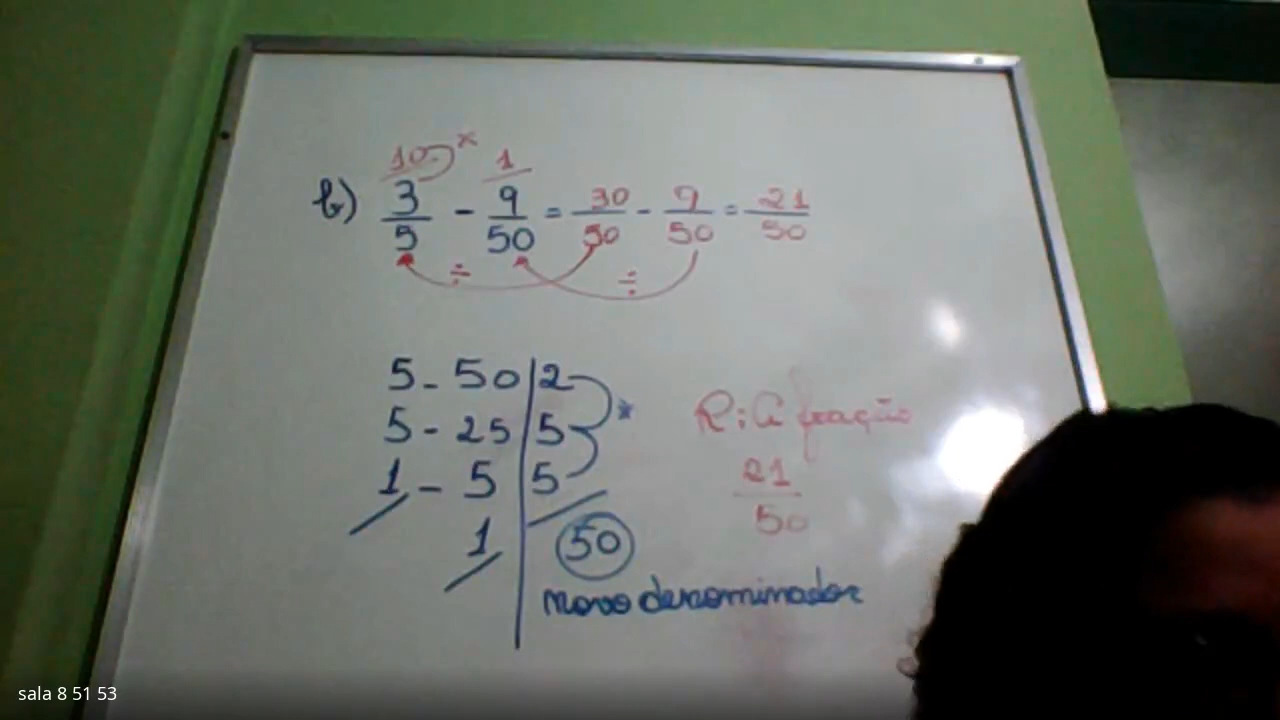 10 × 1
b) 3/5 - 9/50 = 30/50 - 9/50 = 21/50
÷ ÷
5 - 50 | 2
5 - 25 | 5 *
1 - 5 | 5
1 | 50
novo denominador
R: A fração
21/50
sala 8 51 53